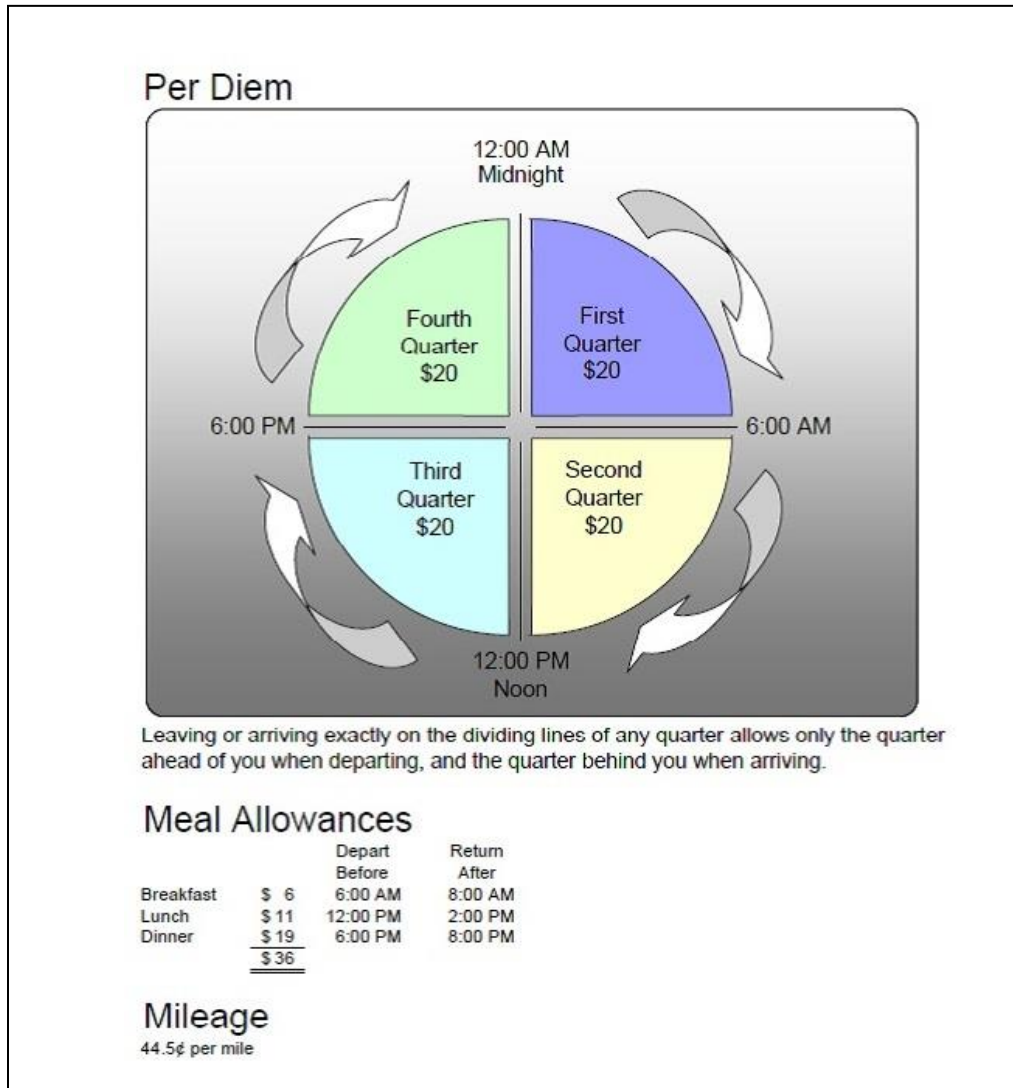 Per Diem
12:00 AM
Midnight
Fourth
Quarter
$20
First
Quarter
$20
6:00 PM
6:00 AM
Third
Quarter
$20
Second
Quarter
$20
12:00 PM
Noon
Leaving or arriving exactly on the dividing lines of any quarter allows only the quarter
ahead of you when departing, and the quarter behind you when arriving.
Meal Allowances
Depart Return
Before After
Breakfast $ 6 6:00 AM 8:00 AM
Lunch $ 11 12:00 PM 2:00 PM
Dinner $ 19 6:00 PM 8:00 PM
$ 36
Mileage
44.5¢ per mile